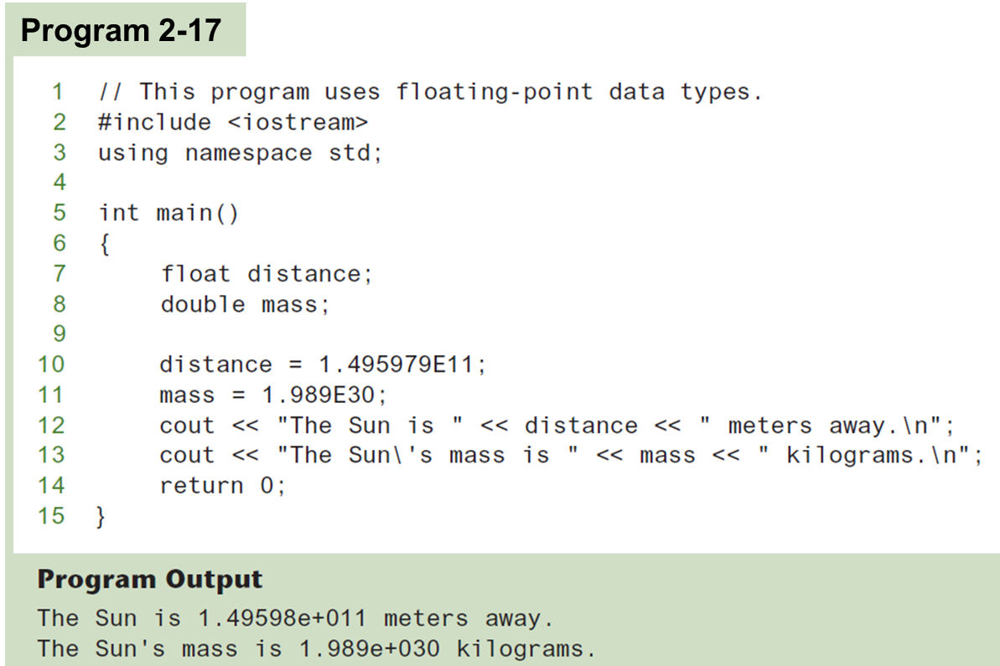 Program 2-17
1 // This program uses floating-point data types.
2 #include <iostream>
3 using namespace std;
4
5 int main()
6 {
7 float distance;
8 double mass;
9
10 distance = 1.495979E11;
11 mass = 1.989E30;
12 cout << "The Sun is " << distance << " meters away.\n";
13 cout << "The Sun\'s mass is " << mass << " kilograms.\n";
14 return 0;
15 }
Program Output
The Sun is 1.49598e+011 meters away.
The Sun's mass is 1.989e+030 kilograms.